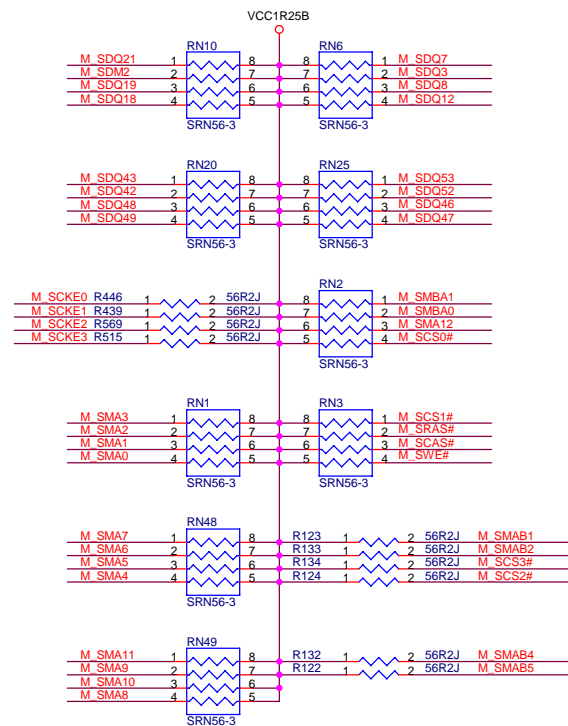 VCC1R25B
RN10 RN6
M_SDQ21 1 8 8 1 M_SDQ7
M_SDM2 2 7 7 2 M_SDQ3
M_SDQ19 3 6 6 3 M_SDQ8
M_SDQ18 4 5 5 4 M_SDQ12
SRN56-3 SRN56-3
RN20 RN25
M_SDQ43 1 8 8 1 M_SDQ53
M_SDQ42 2 7 7 2 M_SDQ52
M_SDQ48 3 6 6 3 M_SDQ46
M_SDQ49 4 5 5 4 M_SDQ47
SRN56-3 SRN56-3
RN2
M_SCKE0 R446 1 2 56R2J 8 1 M_SMBA1
M_SCKE1 R439 1 2 56R2J 7 2 M_SMBA0
M_SCKE2 R569 1 2 56R2J 6 3 M_SMA12
M_SCKE3 R515 1 2 56R2J 5 4 M_SCS0#
SRN56-3
RN1 RN3
M_SMA3 1 8 8 1 M_SCS1#
M_SMA2 2 7 7 2 M_SRAS#
M_SMA1 3 6 6 3 M_SCAS#
M_SMA0 4 5 5 4 M_SWE#
SRN56-3 SRN56-3
RN48
M_SMA7 1 8 R123 1 2 56R2J M_SMAB1
M_SMA6 2 7 R133 1 2 56R2J M_SMAB2
M_SMA5 3 6 R134 1 2 56R2J M_SCS3#
M_SMA4 4 5 R124 1 2 56R2J M_SCS2#
SRN56-3
RN49
M_SMA11 1 8 R132 1 2 56R2J M_SMAB4
M_SMA9 2 7 R122 1 2 56R2J M_SMAB5
M_SMA10 3 6
M_SMA8 4 5
SRN56-3